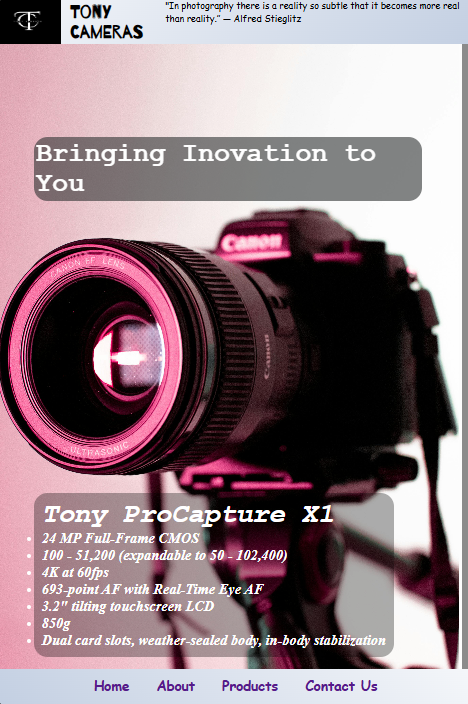 TONY
CAMERAS
"In photography there is a reality so subtle that it becomes more real
than reality.” — Alfred Stieglitz
Bringing Inovation to
You
Canon
CANON EF LENS
Canon
ULTRASONIC
Tony ProCapture X1
24 MP Full-Frame CMOS
100 - 51,200 (expandable to 50 - 102,400)
4K at 60fps
693-point AF with Real-Time Eye AF
3.2" tilting touchscreen LCD
850g
Dual card slots, weather-sealed body, in-body stabilization
Home About Products Contact Us